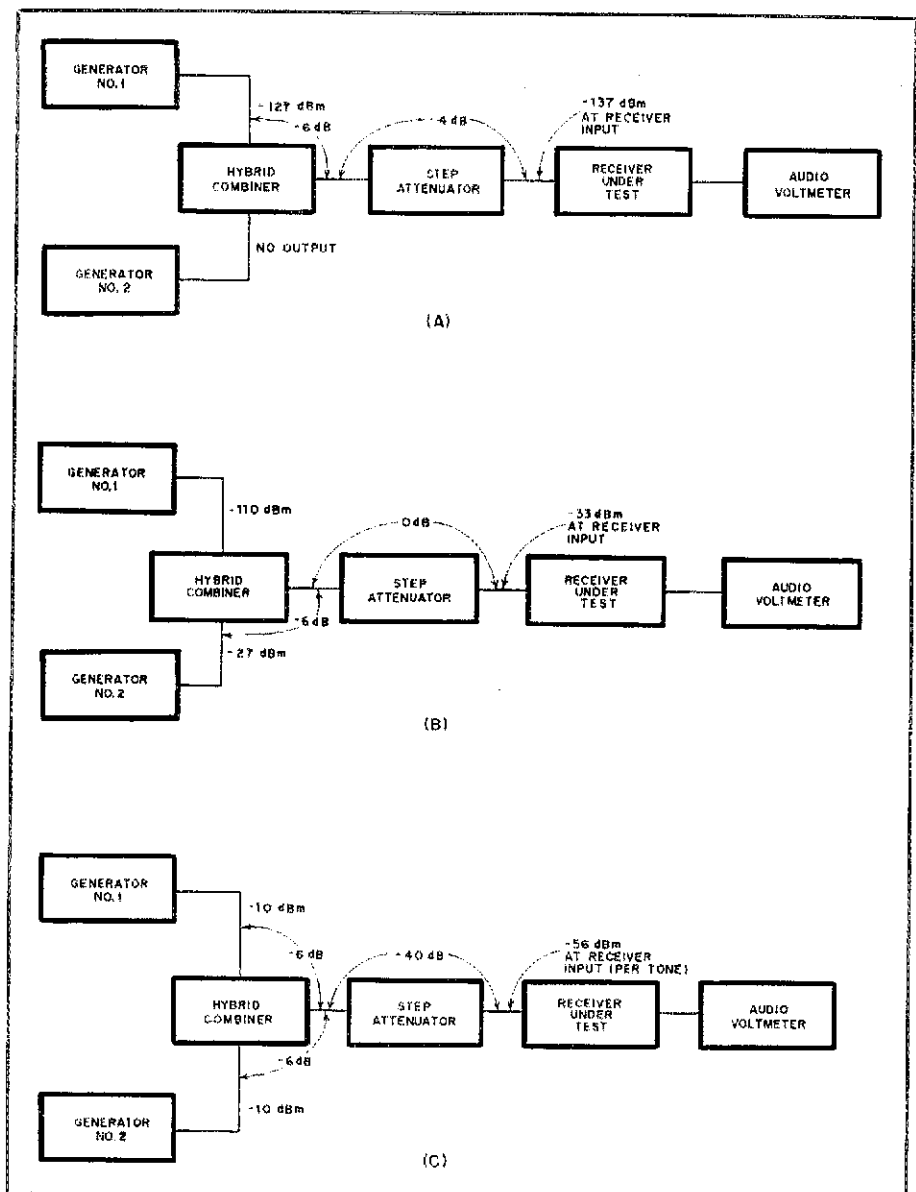 GENERATOR
NO. 1
-127 dBm
-6 dB
-4 dB
-137 dBm
AT RECEIVER
INPUT
HYBRID
COMBINER
STEP
ATTENUATOR
RECEIVER
UNDER
TEST
AUDIO
VOLTMETER
NO OUTPUT
GENERATOR
NO. 2
(A)
GENERATOR
NO. 1
-110 dBm
0 dB
-33 dBm
AT RECEIVER
INPUT
HYBRID
COMBINER
STEP
ATTENUATOR
RECEIVER
UNDER
TEST
AUDIO
VOLTMETER
-6 dB
-27 dBm
GENERATOR
NO. 2
(B)
GENERATOR
NO. 1
-10 dBm
-6 dB
-40 dB
-56 dBm
AT RECEIVER
INPUT (PER TONE)
HYBRID
COMBINER
STEP
ATTENUATOR
RECEIVER
UNDER
TEST
AUDIO
VOLTMETER
-6 dB
-10 dBm
GENERATOR
NO. 2
(C)